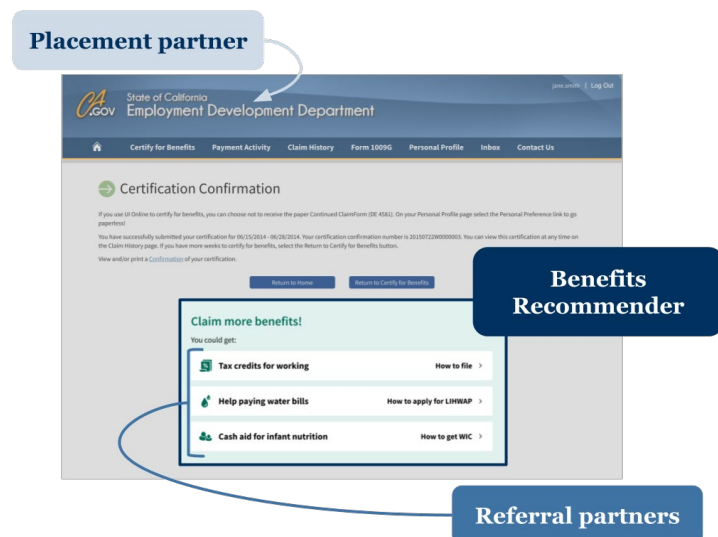 Placement partner
jane.smith | Log Out
CA.GOV
State of California
Employment Development Department
Certify for Benefits Payment Activity Claim History Form 1009G Personal Profile Inbox Contact Us
Certification Confirmation
If you use UI Online to certify for benefits, you can choose not to receive the paper Continued ClaimForm (DE 4581). On your Personal Profile page select the Personal Preference link to go
paperless!
You have successfully submitted your certification for 06/15/2014 - 06/28/2014. Your certification confirmation number is 20150722W0000003. You can view this certification at any time on
the Claim History page. If you have more weeks to certify for benefits, select the Return to Certify for Benefits button.
View and/or print a Confirmation of your certification.
Return to Home Return to Certify for Benefits
Benefits
Recommender
Claim more benefits!
You could get:
Tax credits for working How to file >
Help paying water bills How to apply for LIHWAP >
Cash aid for infant nutrition How to get WIC >
Referral partners